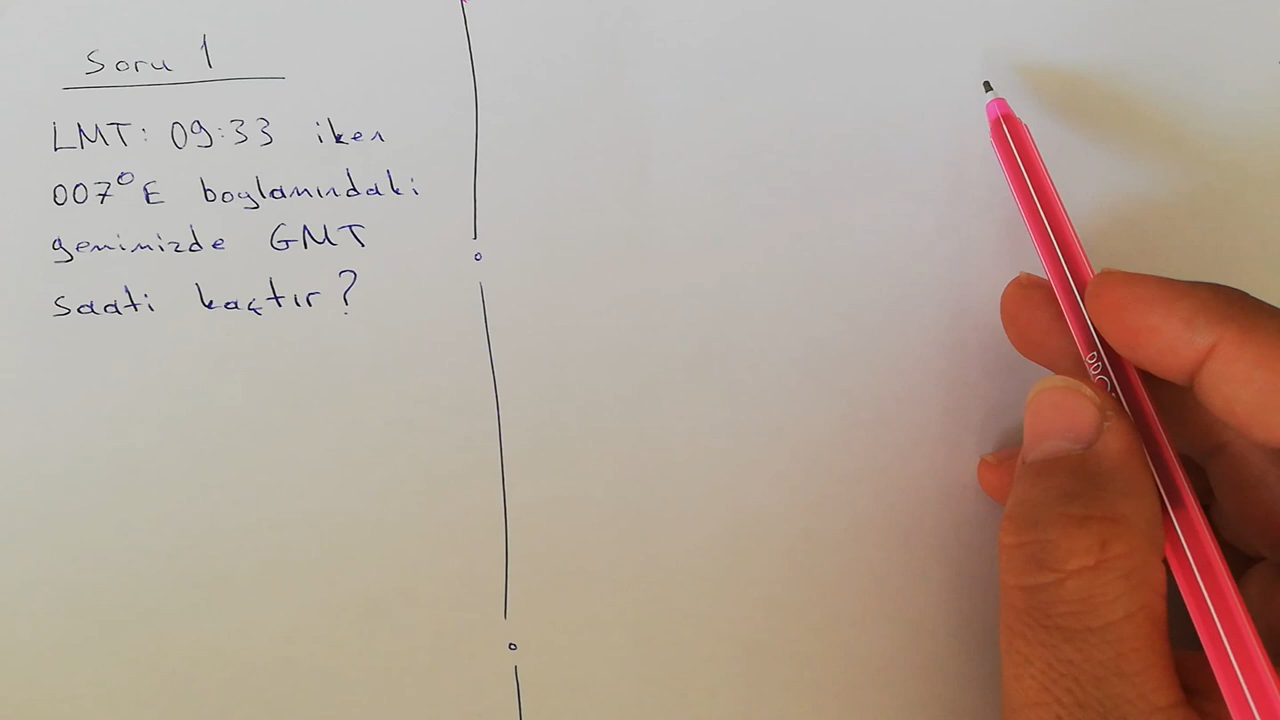 Soru 1
LMT: 09:33 iken
007°E boylamındaki
gemimizde GMT
saati kaçtır?